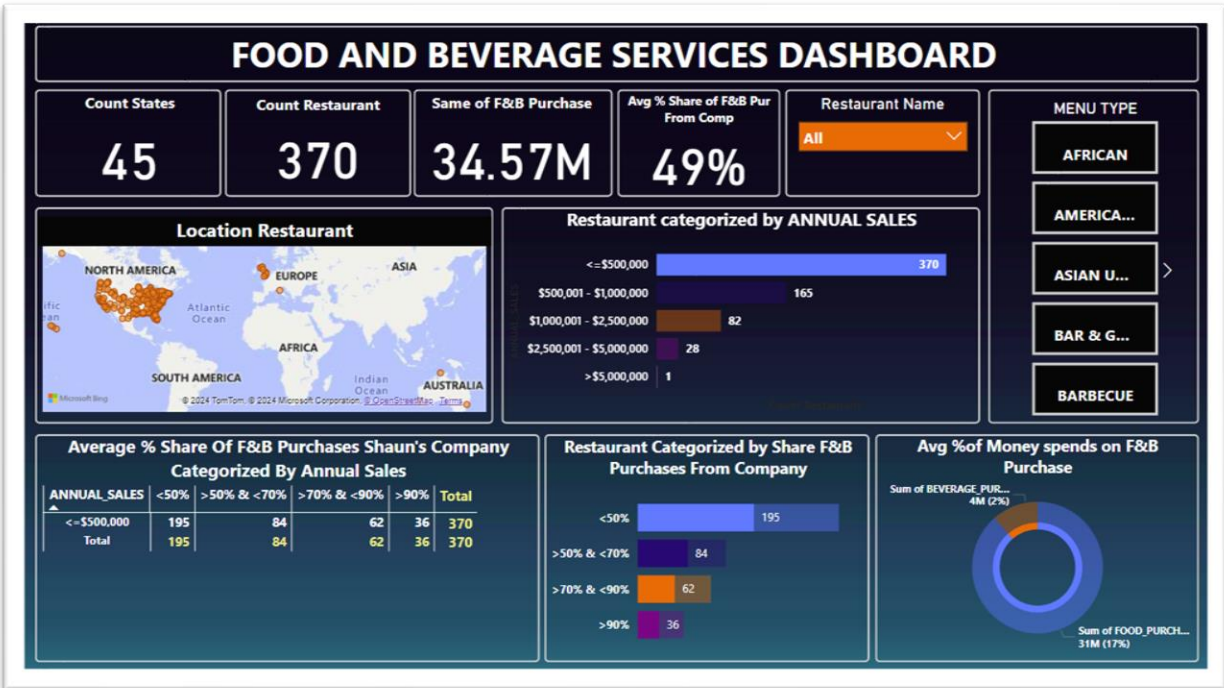 FOOD AND BEVERAGE SERVICES DASHBOARD
Count States
45
Count Restaurant
370
Same of F&B Purchase
34.57M
Avg % Share of F&B Pur
From Comp
49%
Restaurant Name
All
MENU TYPE
AFRICAN
AMERICA...
ASIAN U...
BAR & G...
BARBECUE
Location Restaurant
NORTH AMERICA
EUROPE
ASIA
Atlantic
Ocean
ific
ean
AFRICA
SOUTH AMERICA
Indian
Ocean
AUSTRALIA
Microsoft Bing
© 2024 TomTom, © 2024 Microsoft Corporation, © OpenStreetMap Terms
Restaurant categorized by ANNUAL SALES
<=$500,000 370
$500,001 - $1,000,000 165
$1,000,001 - $2,500,000 82
$2,500,001 - $5,000,000 28
>$5,000,000 1
Average % Share Of F&B Purchases Shaun's Company
Categorized By Annual Sales
ANNUAL_SALES <50% >50% & <70% >70% & <90% >90% Total
<=$500,000 195 84 62 36 370
Total 195 84 62 36 370
Restaurant Categorized by Share F&B
Purchases From Company
<50% 195
>50% & <70% 84
>70% & <90% 62
>90% 36
Avg %of Money spends on F&B
Purchase
Sum of BEVERAGE_PUR...
4M (2%)
Sum of FOOD_PURCH...
31M (17%)